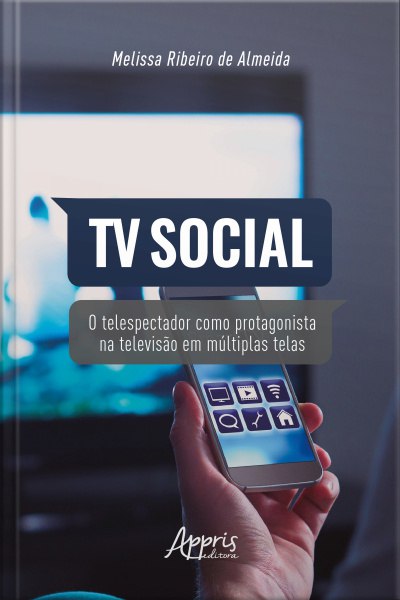 Melissa Ribeiro de Almeida
TV SOCIAL
O telespectador como protagonista
na televisão em múltiplas telas
Appris
editora